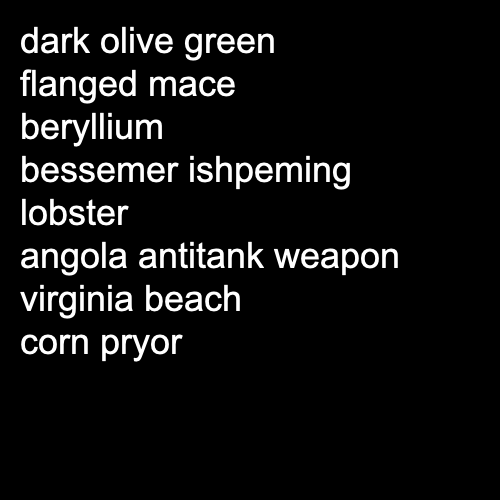 dark olive green
flanged mace
beryllium
bessemer ishpeming
lobster
angola antitank weapon
virginia beach
corn pryor